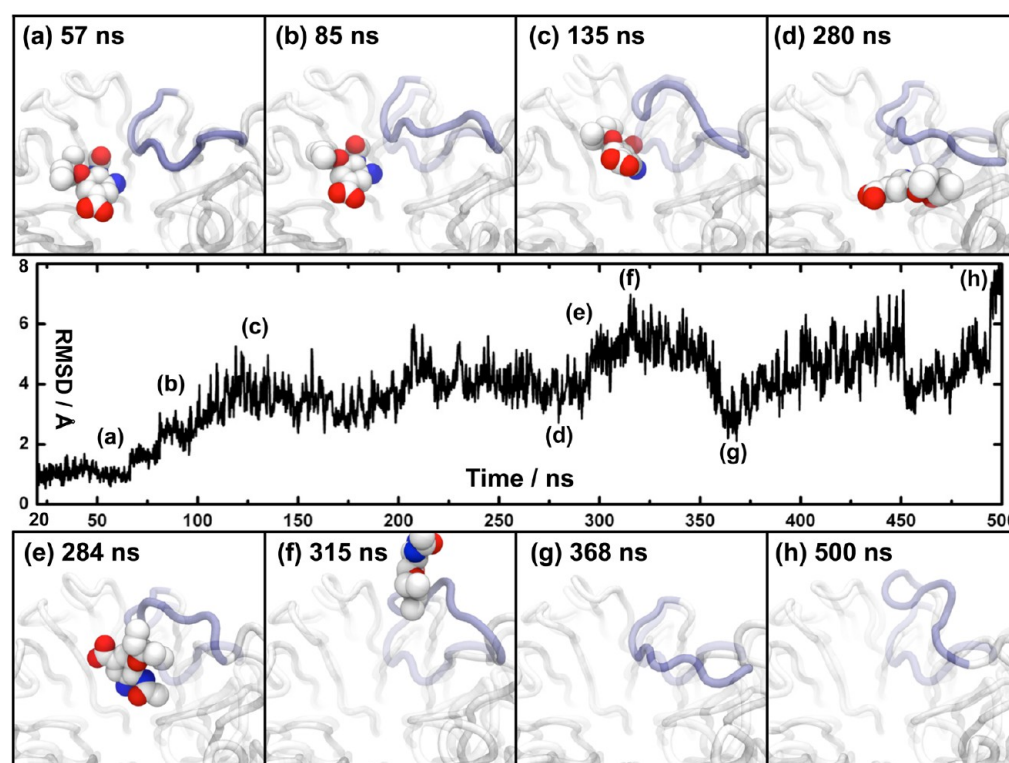 (a) 57 ns
(b) 85 ns
(c) 135 ns
(d) 280 ns
8
6
4
2
0
RMSD / Å
(a)
(b)
(c)
(d)
(e)
(f)
(g)
(h)
Time / ns
20 50 100 150 200 250 300 350 400 450 500
(e) 284 ns
(f) 315 ns
(g) 368 ns
(h) 500 ns